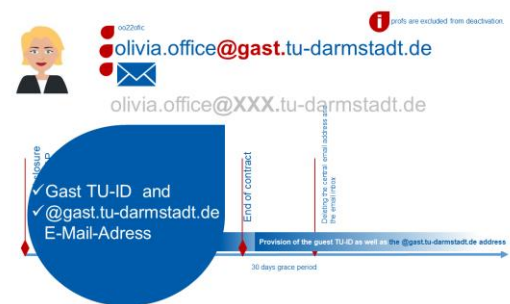 oo22ofic
i profs are excluded from deactivation.
olivia.office@gast.tu-darmstadt.de
olivia.office@XXX.tu-darmstadt.de
closure
✓Gast TU-ID and
✓@gast.tu-darmstadt.de
E-Mail-Adress
End of contract
Deleting the central email address and
the email inbox
Provision of the guest TU-ID as well as the @gast.tu-darmstadt.de address
30 days grace period